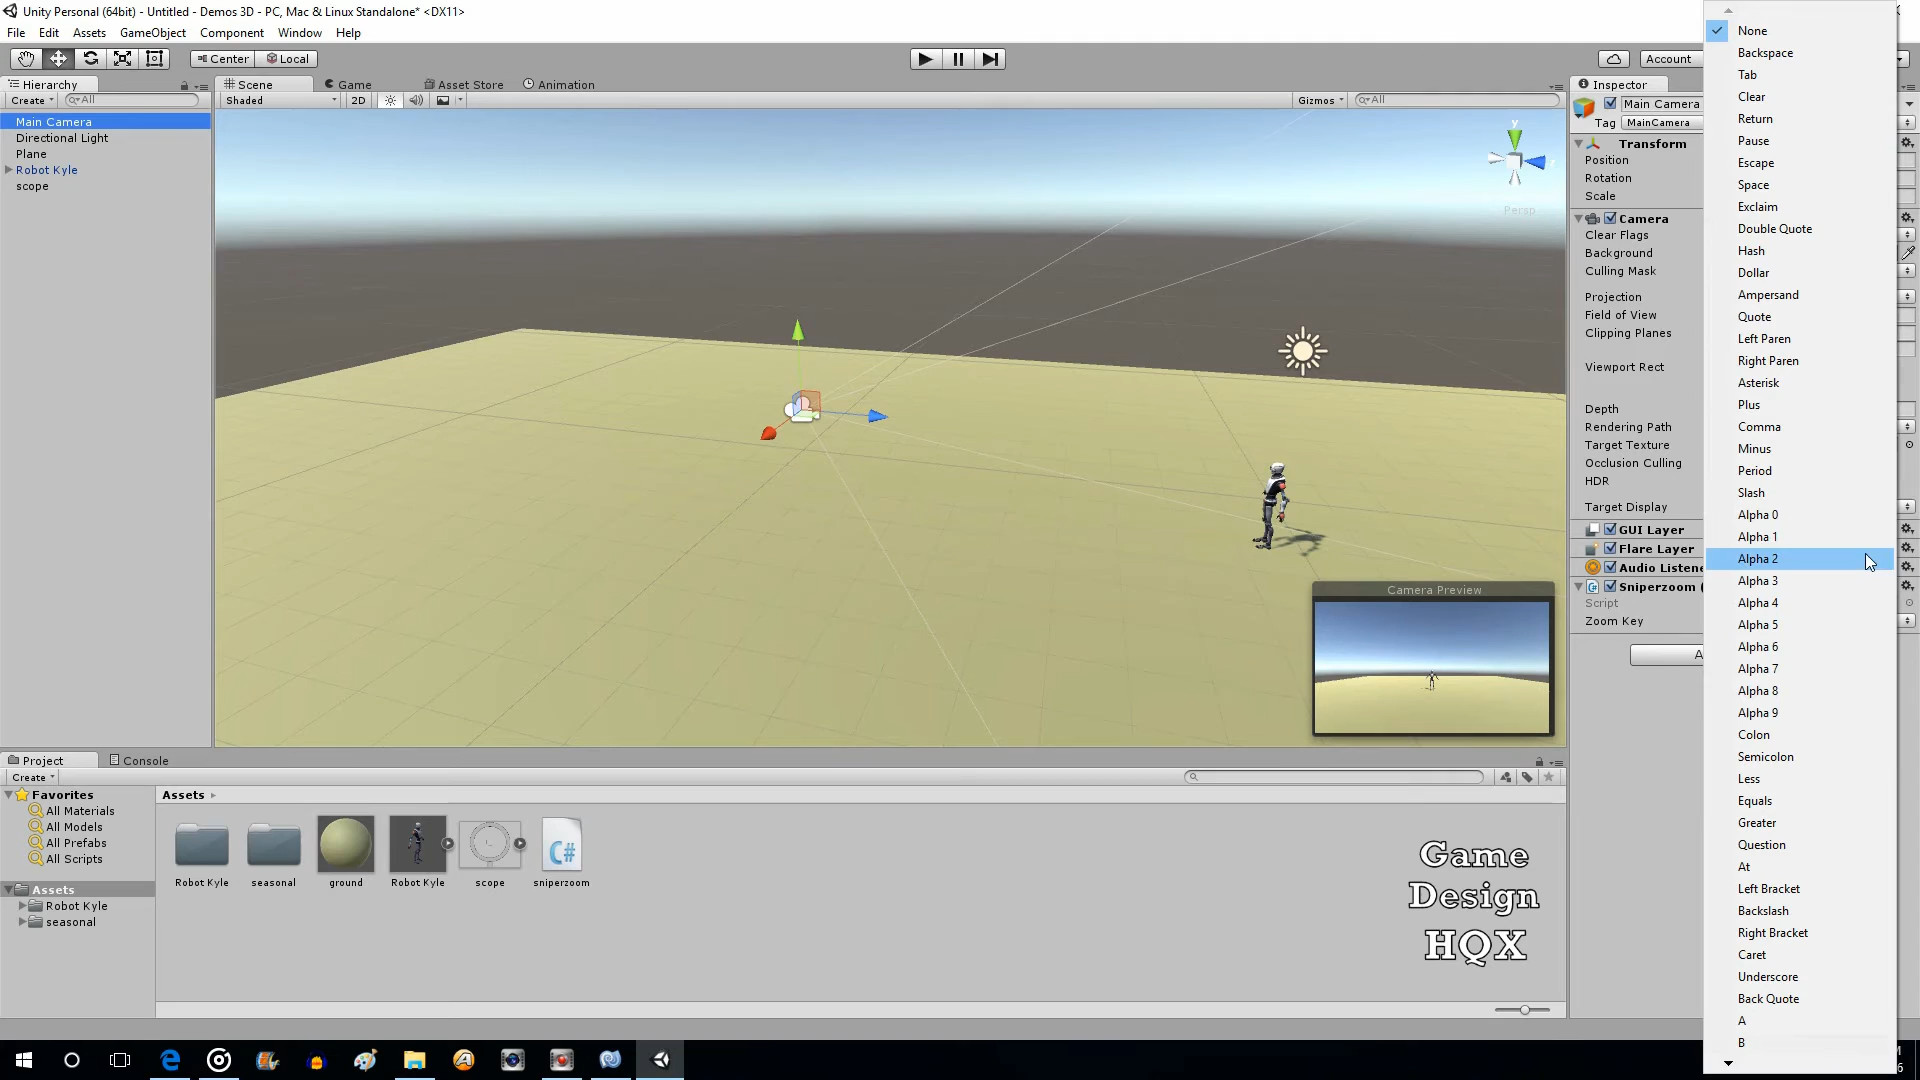 Unity Personal (64bit) - Untitled - Demos 3D - PC, Mac & Linux Standalone* <DX11>
File Edit Assets GameObject Component Window Help
Center Local
Account
Hierarchy
Create All
Main Camera
Directional Light
Plane
Robot Kyle
scope
Scene Game Asset Store Animation
Shaded 2D Gizmos All
y
Persp
Camera Preview
Inspector
Main Camera
Tag MainCamera
Transform
Position
Rotation
Scale
Camera
Clear Flags
Background
Culling Mask
Projection
Field of View
Clipping Planes
Viewport Rect
Depth
Rendering Path
Target Texture
Occlusion Culling
HDR
Target Display
GUI Layer
Flare Layer
Audio Listene
Sniperzoom (
Script
Zoom Key
A
None
Backspace
Tab
Clear
Return
Pause
Escape
Space
Exclaim
Double Quote
Hash
Dollar
Ampersand
Quote
Left Paren
Right Paren
Asterisk
Plus
Comma
Minus
Period
Slash
Alpha 0
Alpha 1
Alpha 2
Alpha 3
Alpha 4
Alpha 5
Alpha 6
Alpha 7
Alpha 8
Alpha 9
Colon
Semicolon
Less
Equals
Greater
Question
At
Left Bracket
Backslash
Right Bracket
Caret
Underscore
Back Quote
A
B
Project Console
Create
Favorites
All Materials
All Models
All Prefabs
All Scripts
Assets
Robot Kyle
seasonal
Assets
Robot Kyle seasonal ground Robot Kyle scope sniperzoom
C#
Game
Design
HQX